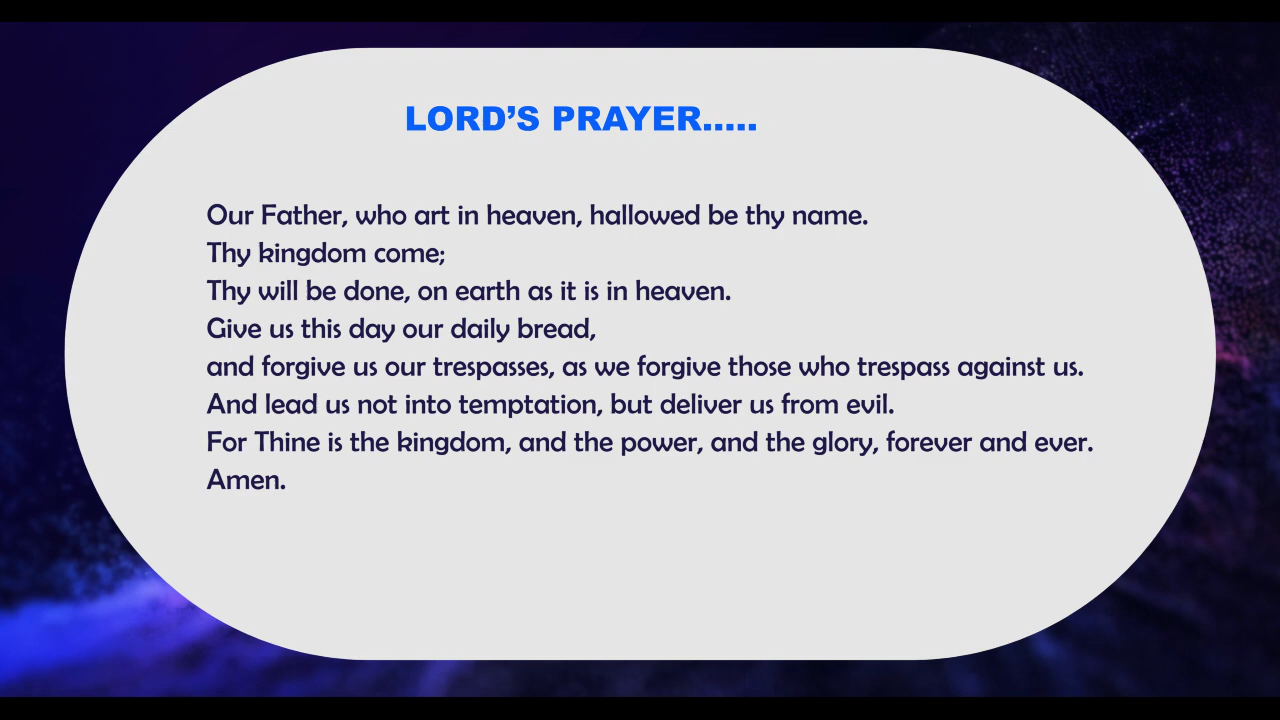 LORD’S PRAYER.....
Our Father, who art in heaven, hallowed be thy name.
Thy kingdom come;
Thy will be done, on earth as it is in heaven.
Give us this day our daily bread,
and forgive us our trespasses, as we forgive those who trespass against us.
And lead us not into temptation, but deliver us from evil.
For Thine is the kingdom, and the power, and the glory, forever and ever.
Amen.